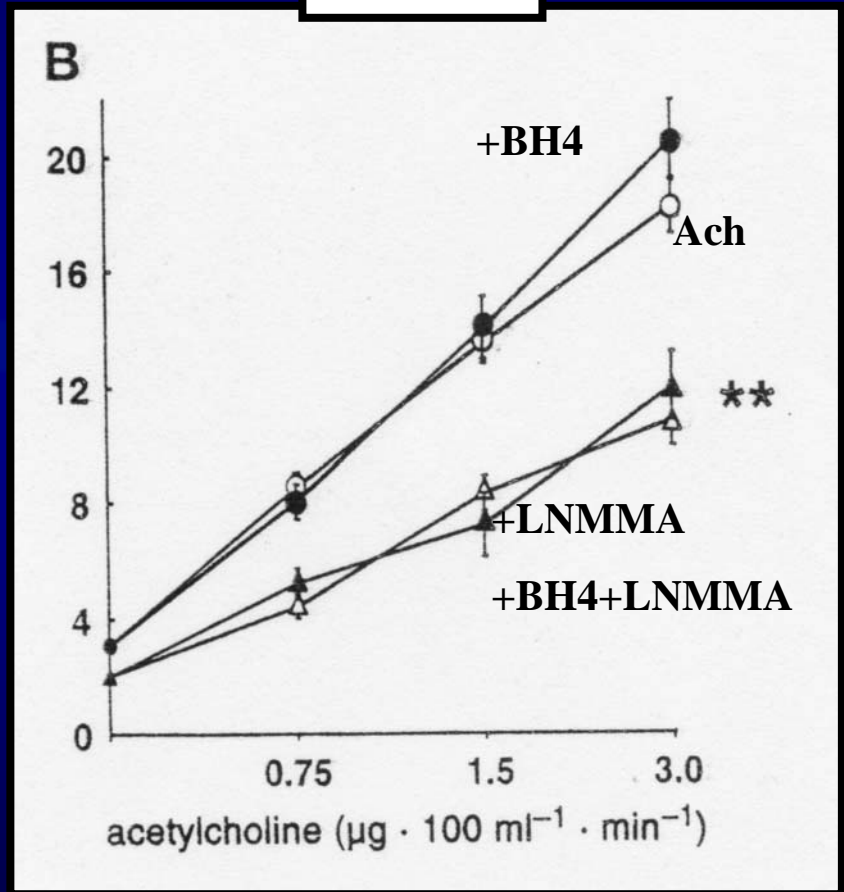 B
+BH4
20
Ach
16
12
**
8
+LNMMA
+BH4+LNMMA
4
0
0.75 1.5 3.0
acetylcholine (µg · 100 ml⁻¹ · min⁻¹)